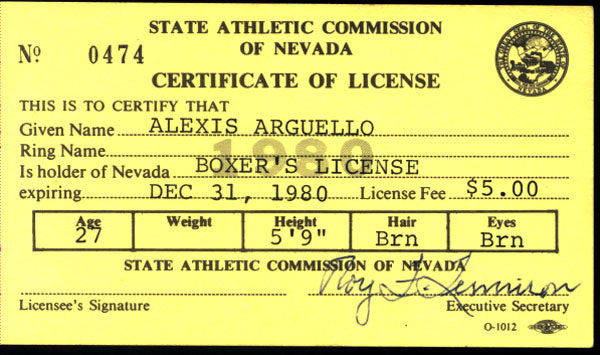 STATE ATHLETIC COMMISSION
OF NEVADA
No. 0474
CERTIFICATE OF LICENSE
THIS IS TO CERTIFY THAT
Given Name ALEXIS ARGUELLO
Ring Name
1980
Is holder of Nevada BOXER'S LICENSE
expiring DEC 31, 1980 License Fee $5.00
Age Weight Height Hair Eyes
27 5'9" Brn Brn
STATE ATHLETIC COMMISSION OF NEVADA
Roy L. Tennison
Licensee's Signature Executive Secretary
O-1012